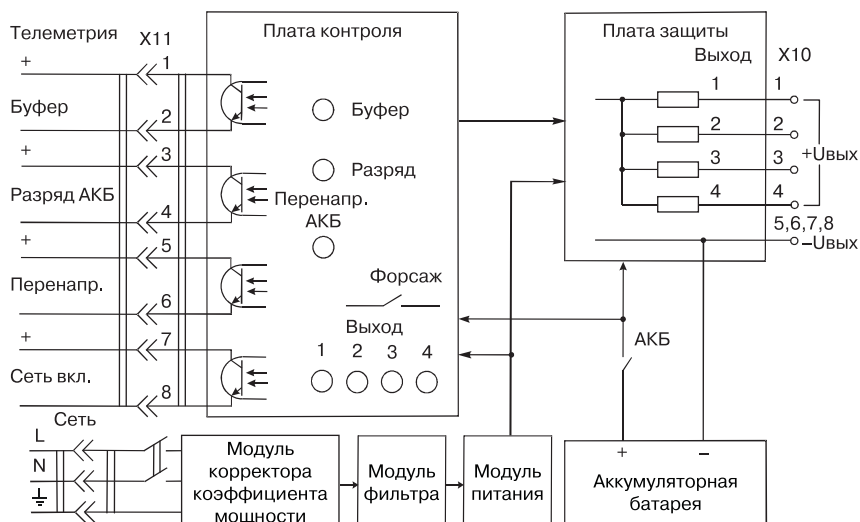 Телеметрия
X11
Плата контроля
Плата защиты
Выход
X10
+
1
Буфер
2
+
3
Разряд АКБ
4
+
5
Перенапр.
6
+
7
Сеть вкл.
8
Буфер
Разряд
Перенапр.
АКБ
Форсаж
Выход
1 2 3 4
1 1
2 2
3 3
4 4
+Uвых
5,6,7,8
–Uвых
АКБ
Сеть
L
N
Модуль
корректора
коэффициента
мощности
Модуль
фильтра
Модуль
питания
+ –
Аккумуляторная
батарея